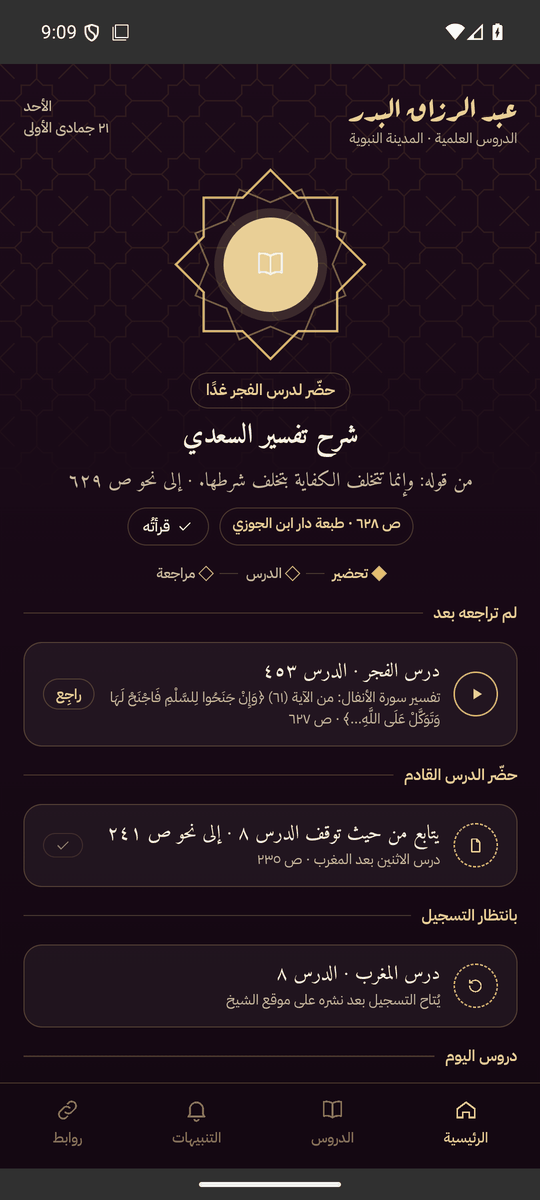 9:09
عبد الرزاق البدر
الدروس العلمية · المدينة النبوية
الأحد
٢١ جمادى الأولى
حضّر لدرس الفجر غدًا
شرح تفسير السعدي
من قوله: وإنما تتخلف الكفاية بتخلف شرطها. · إلى نحو ص ٦٢٩
ص ٦٢٨ · طبعة دار ابن الجوزي
قرأتُه
تحضير
الدرس
مراجعة
لم تراجعه بعد
درس الفجر · الدرس ٤٥٣
تفسير سورة الأنفال: من الآية (٦١) ﴿وَإِنْ جَنَحُوا لِلسَّلْمِ فَاجْنَحْ لَهَا
وَتَوَكَّلْ عَلَى اللَّهِ...﴾ · ص ٦٢٧
راجِع
حضّر الدرس القادم
يتابع من حيث توقف الدرس ٨ · إلى نحو ص ٢٤١
درس الاثنين بعد المغرب · ص ٢٣٥
بانتظار التسجيل
درس المغرب · الدرس ٨
يُتاح التسجيل بعد نشره على موقع الشيخ
دروس اليوم
الرئيسية
الدروس
التنبيهات
روابط